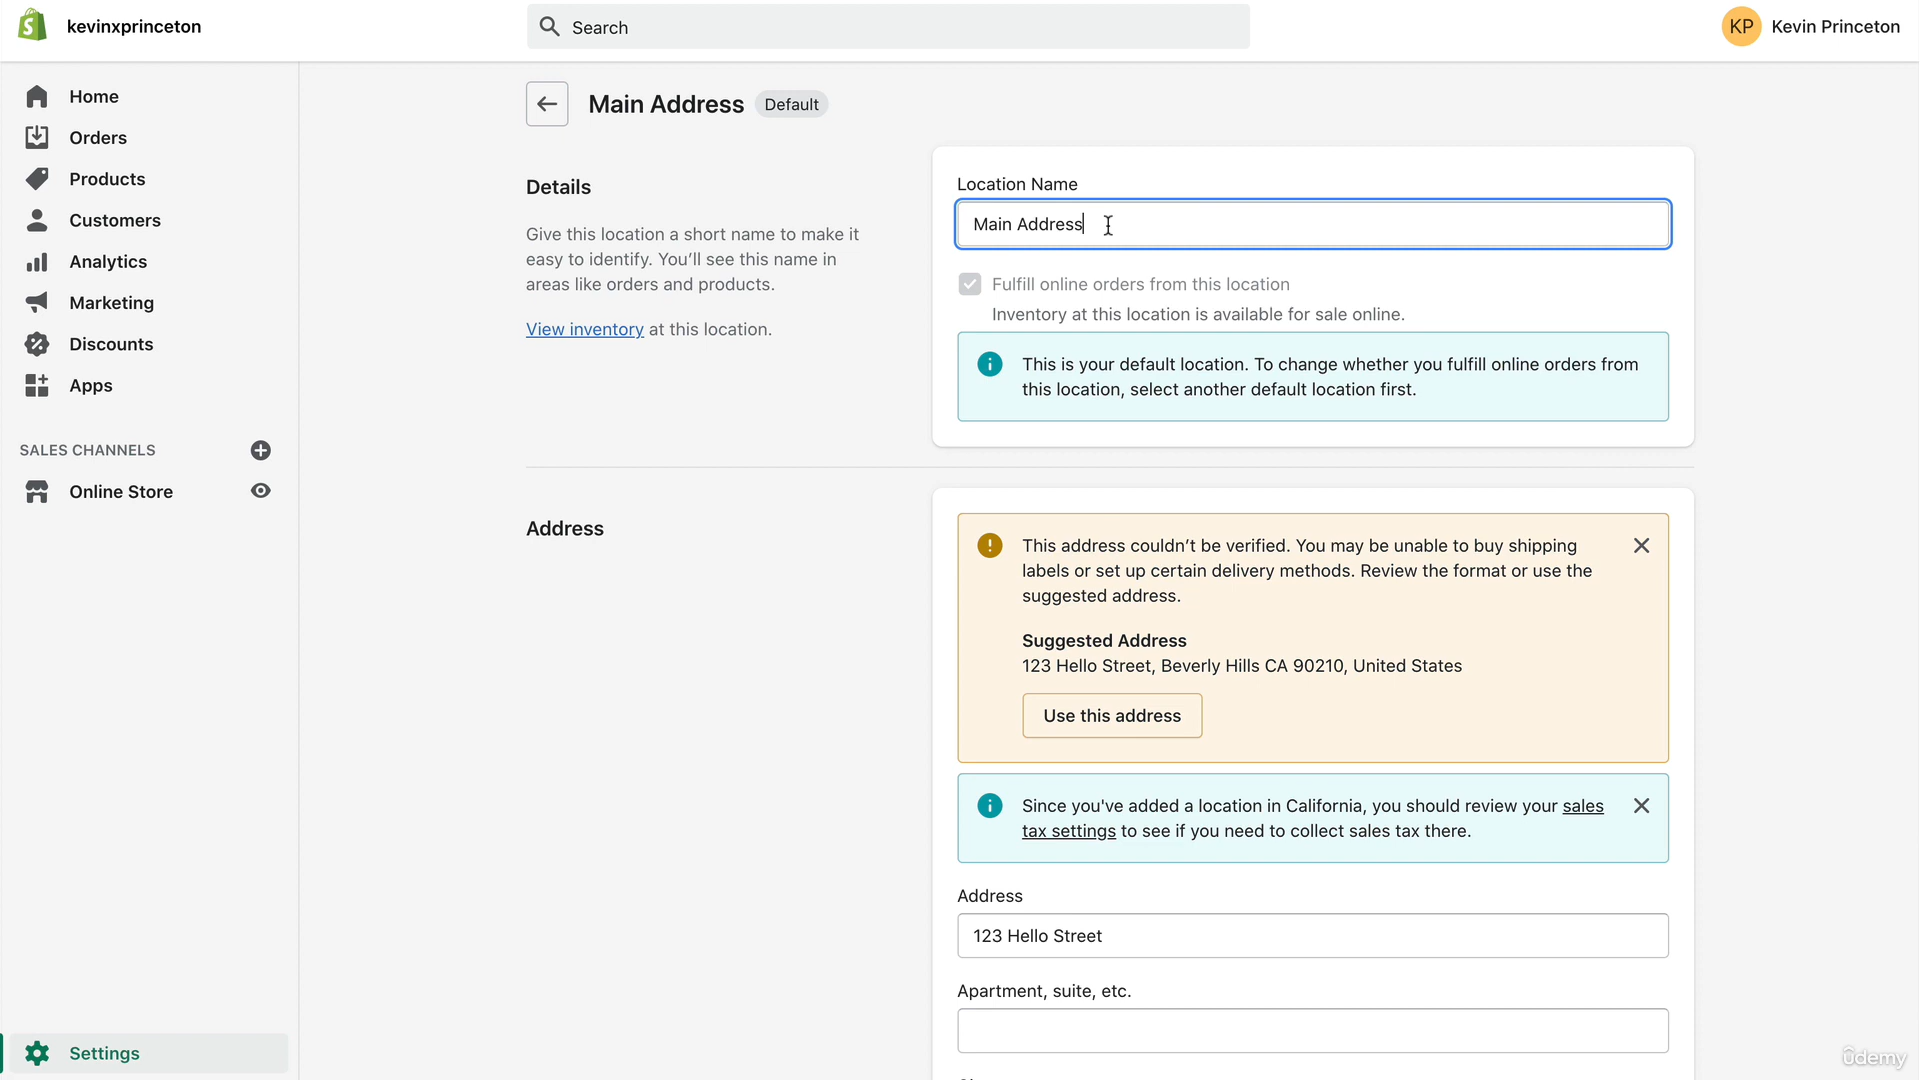 kevinxprinceton
Search
KP Kevin Princeton
Home
Orders
Products
Customers
Analytics
Marketing
Discounts
Apps
SALES CHANNELS
Online Store
Settings
Main Address Default
Details
Give this location a short name to make it
easy to identify. You’ll see this name in
areas like orders and products.
View inventory at this location.
Location Name
Main Address
Fulfill online orders from this location
Inventory at this location is available for sale online.
This is your default location. To change whether you fulfill online orders from
this location, select another default location first.
Address
This address couldn’t be verified. You may be unable to buy shipping
labels or set up certain delivery methods. Review the format or use the
suggested address.
Suggested Address
123 Hello Street, Beverly Hills CA 90210, United States
Use this address
Since you've added a location in California, you should review your sales
tax settings to see if you need to collect sales tax there.
Address
123 Hello Street
Apartment, suite, etc.
ûdemy